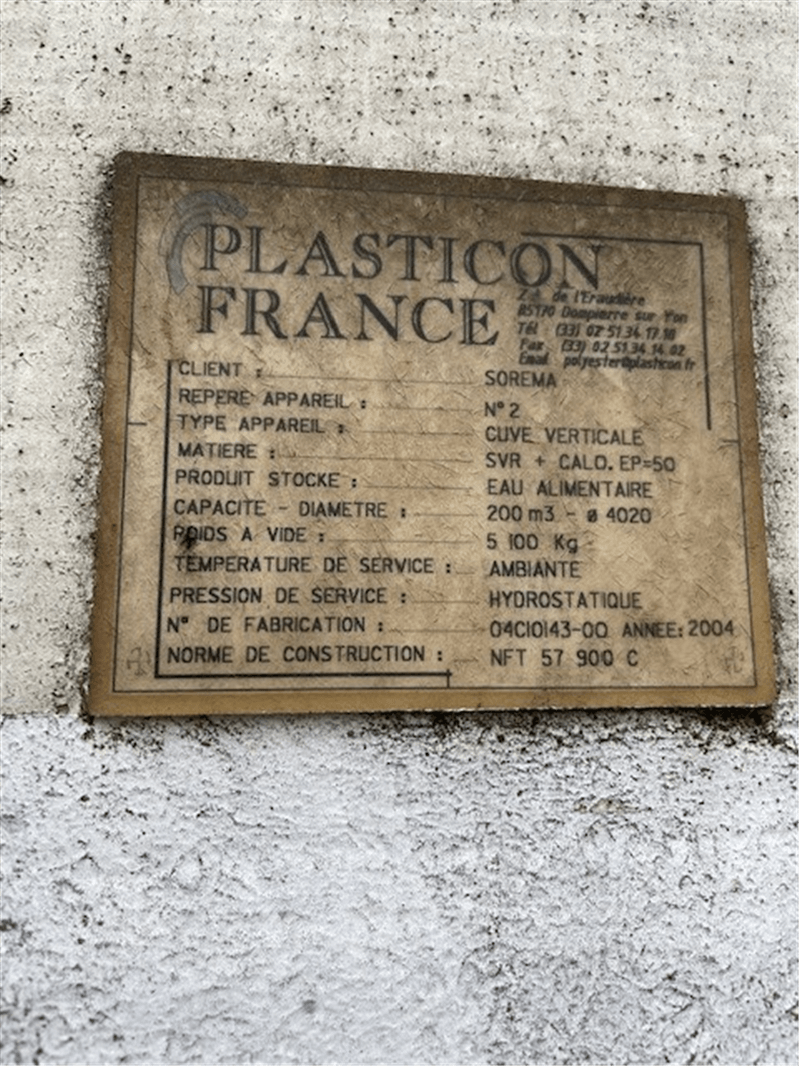 PLASTICON
FRANCE
Z.A. de l'Eraudière
85170 Dompierre sur Yon
Tél (33) 02 51.34 17.18
Fax (33) 02.51.34 14.02
Email polyester@plasticon.fr
CLIENT : SOREMA
REPERE APPAREIL : N° 2
TYPE APPAREIL : CUVE VERTICALE
MATIERE : SVR + CALO. EP=50
PRODUIT STOCKE : EAU ALIMENTAIRE
CAPACITE - DIAMETRE : 200 m3 - ø 4020
POIDS A VIDE : 5 100 Kg
TEMPERATURE DE SERVICE : AMBIANTE
PRESSION DE SERVICE : HYDROSTATIQUE
N° DE FABRICATION : 04C10143-00 ANNEE: 2004
NORME DE CONSTRUCTION : NFT 57 900 C